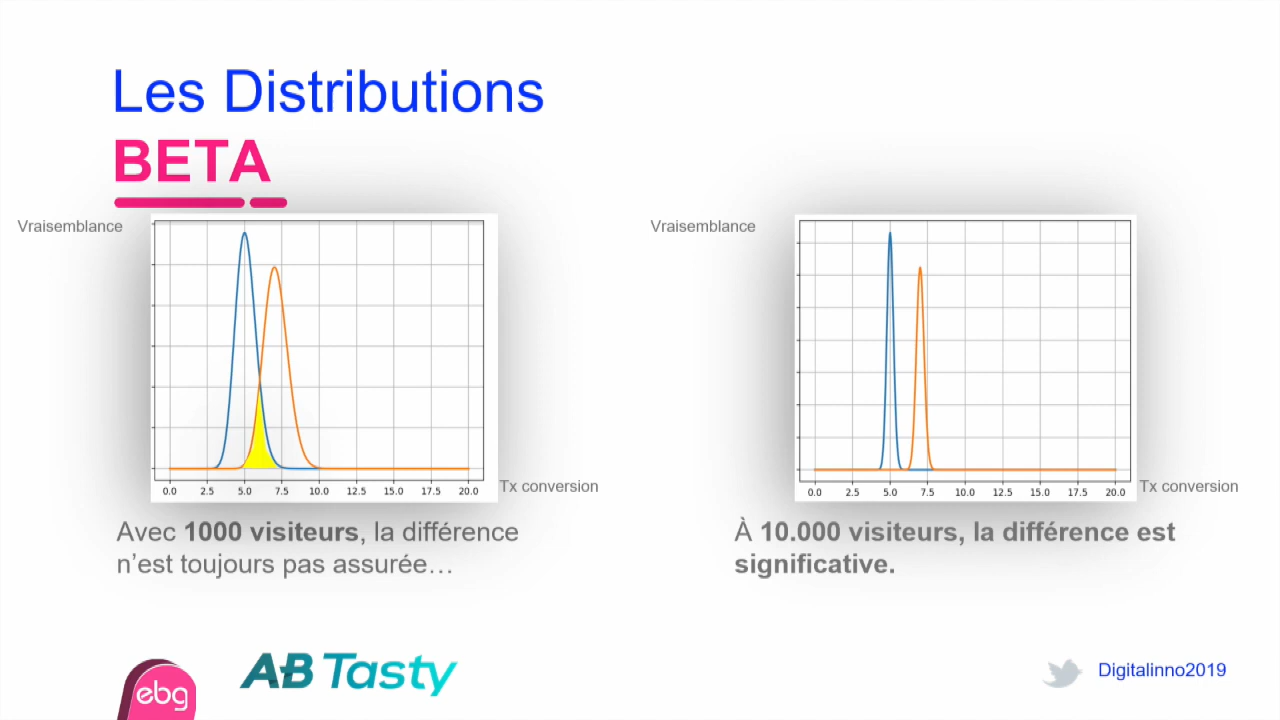 Les Distributions
BETA
Vraisemblance
0.0 2.5 5.0 7.5 10.0 12.5 15.0 17.5 20.0
Tx conversion
Avec 1000 visiteurs, la différence
n’est toujours pas assurée…
Vraisemblance
0.0 2.5 5.0 7.5 10.0 12.5 15.0 17.5 20.0
Tx conversion
À 10.000 visiteurs, la différence est
significative.
ebg
AB Tasty
Digitalinno2019